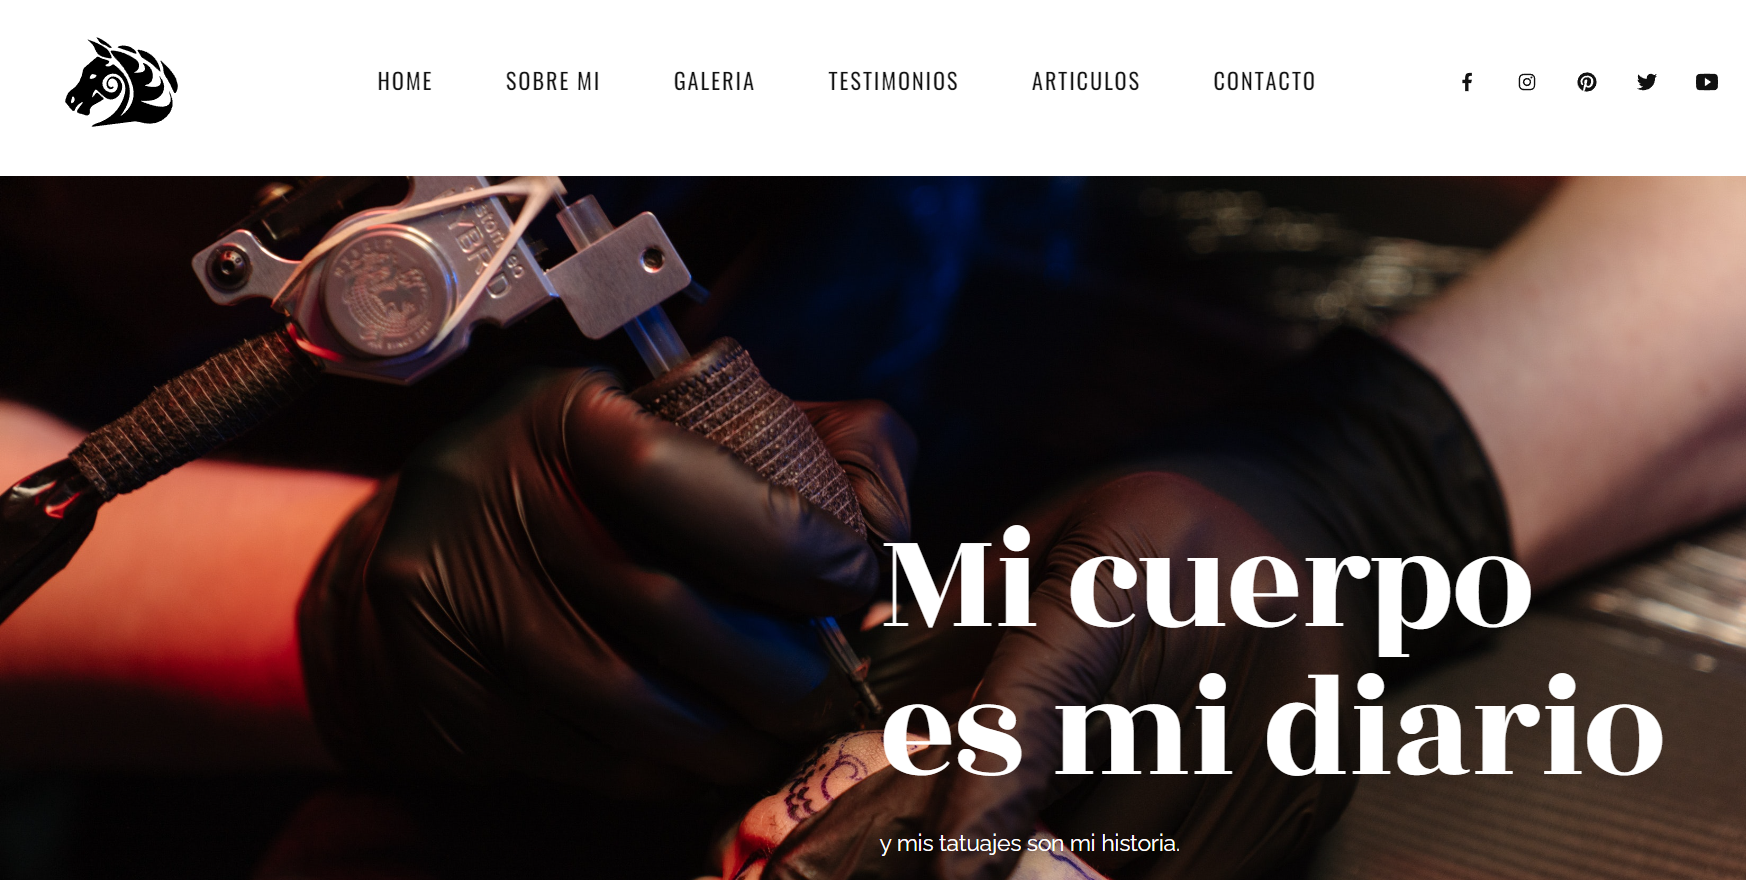 HOME SOBRE MI GALERIA TESTIMONIOS ARTICULOS CONTACTO
Mi cuerpo
es mi diario
y mis tatuajes son mi historia.